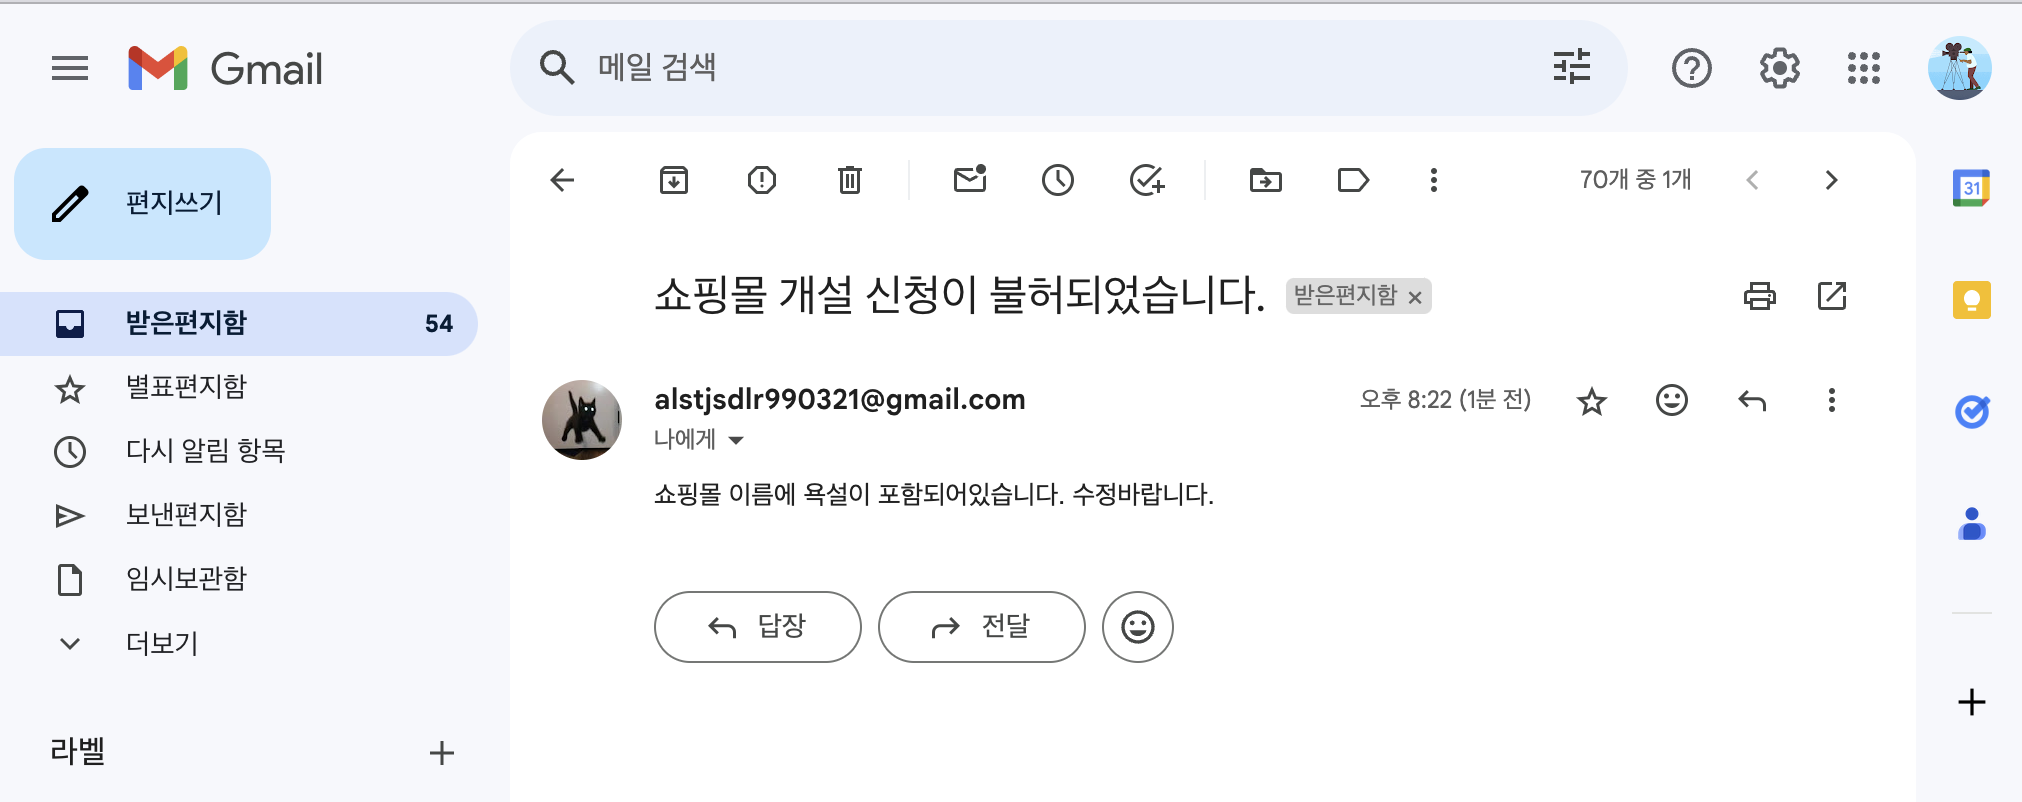 Gmail
메일 검색
편지쓰기
받은편지함 54
별표편지함
다시 알림 항목
보낸편지함
임시보관함
더보기
라벨
70개 중 1개
쇼핑몰 개설 신청이 불허되었습니다. 받은편지함 ×
alstjsdlr990321@gmail.com
오후 8:22 (1분 전)
나에게
쇼핑몰 이름에 욕설이 포함되어있습니다. 수정바랍니다.
답장
전달
31